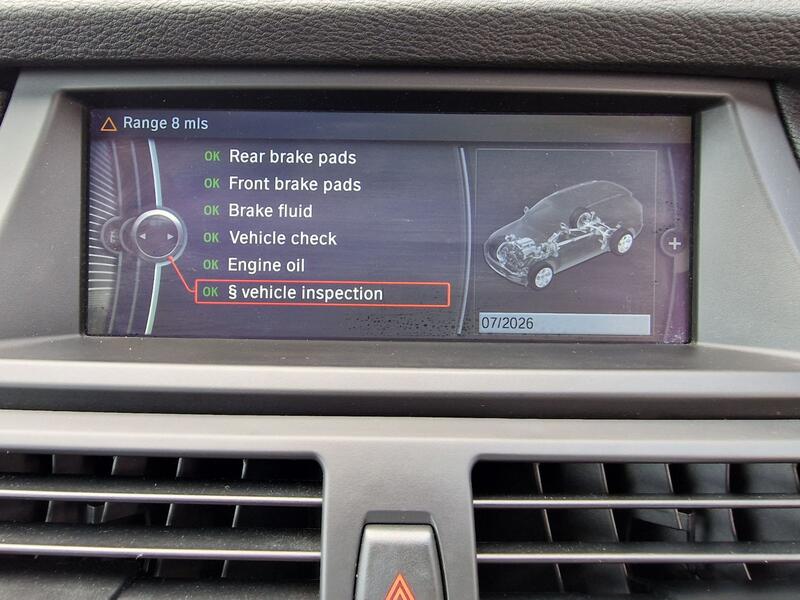 Range 8 mls
OK Rear brake pads
OK Front brake pads
OK Brake fluid
OK Vehicle check
OK Engine oil
OK § vehicle inspection
07/2026